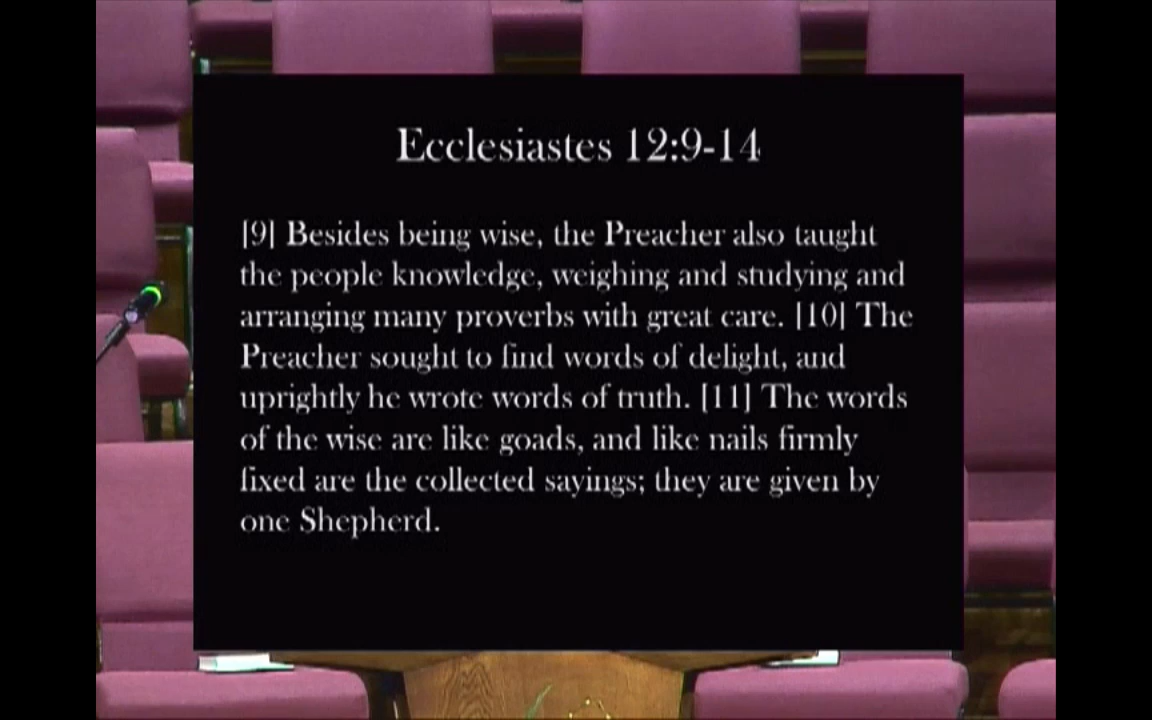 Ecclesiastes 12:9-14
[9] Besides being wise, the Preacher also taught
the people knowledge, weighing and studying and
arranging many proverbs with great care. [10] The
Preacher sought to find words of delight, and
uprightly he wrote words of truth. [11] The words
of the wise are like goads, and like nails firmly
fixed are the collected sayings; they are given by
one Shepherd.